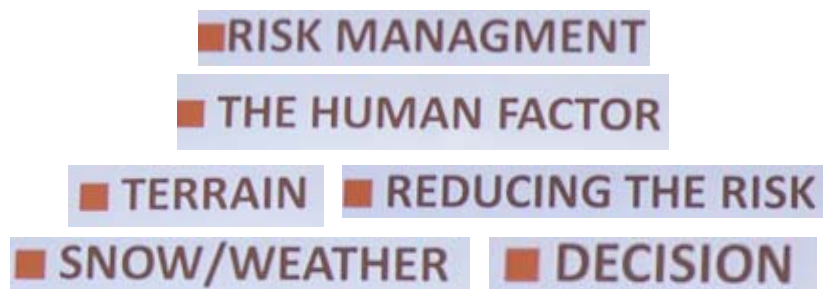 RISK MANAGMENT
THE HUMAN FACTOR
TERRAIN
REDUCING THE RISK
SNOW/WEATHER
DECISION